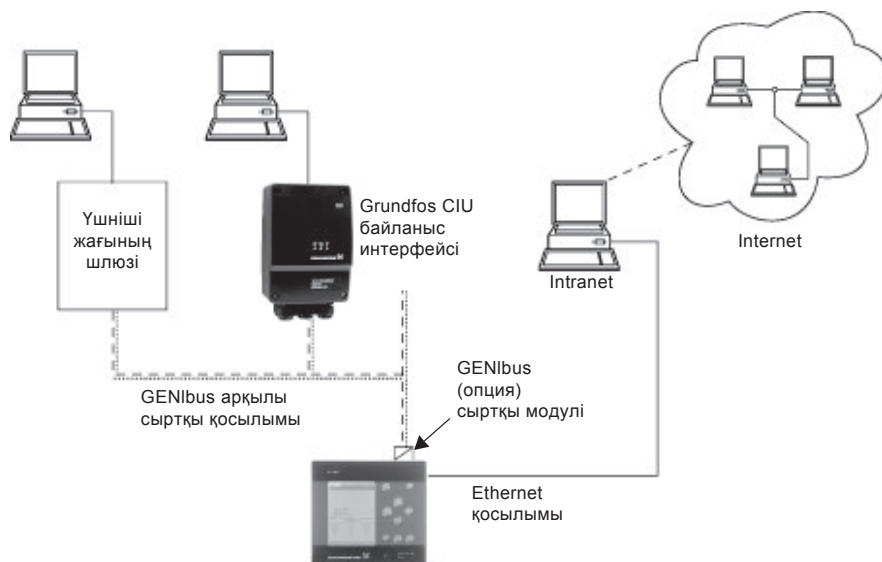 Үшніші
жағының
шлюзі
Grundfos CIU
байланыс
интерфейсі
Internet
Intranet
GENIbus арқылы
сыртқы қосылымы
GENIbus
(опция)
сыртқы модулі
Ethernet
қосылымы